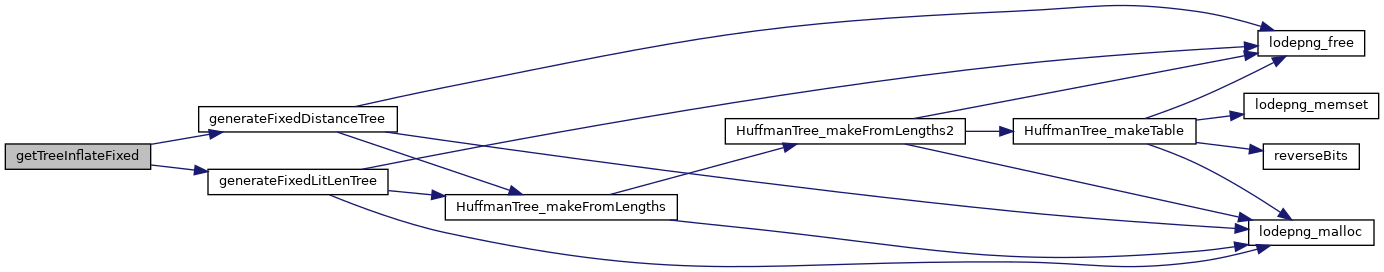 getTreeInflateFixed
generateFixedDistanceTree
generateFixedLitLenTree
HuffmanTree_makeFromLengths
HuffmanTree_makeFromLengths2
HuffmanTree_makeTable
lodepng_free
lodepng_memset
reverseBits
lodepng_malloc